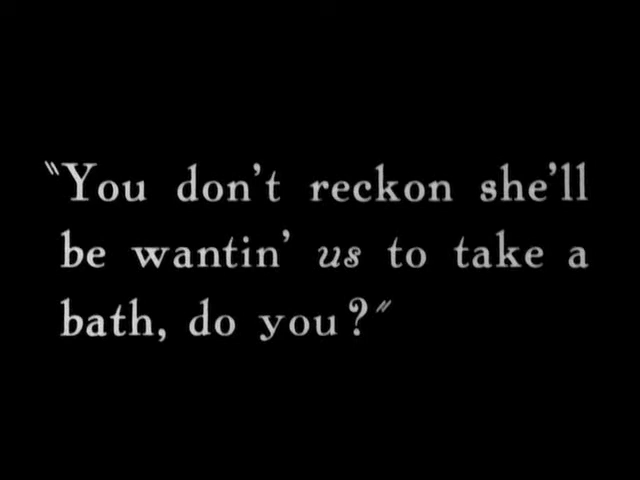 "You don't reckon she'll
be wantin' us to take a
bath, do you?"